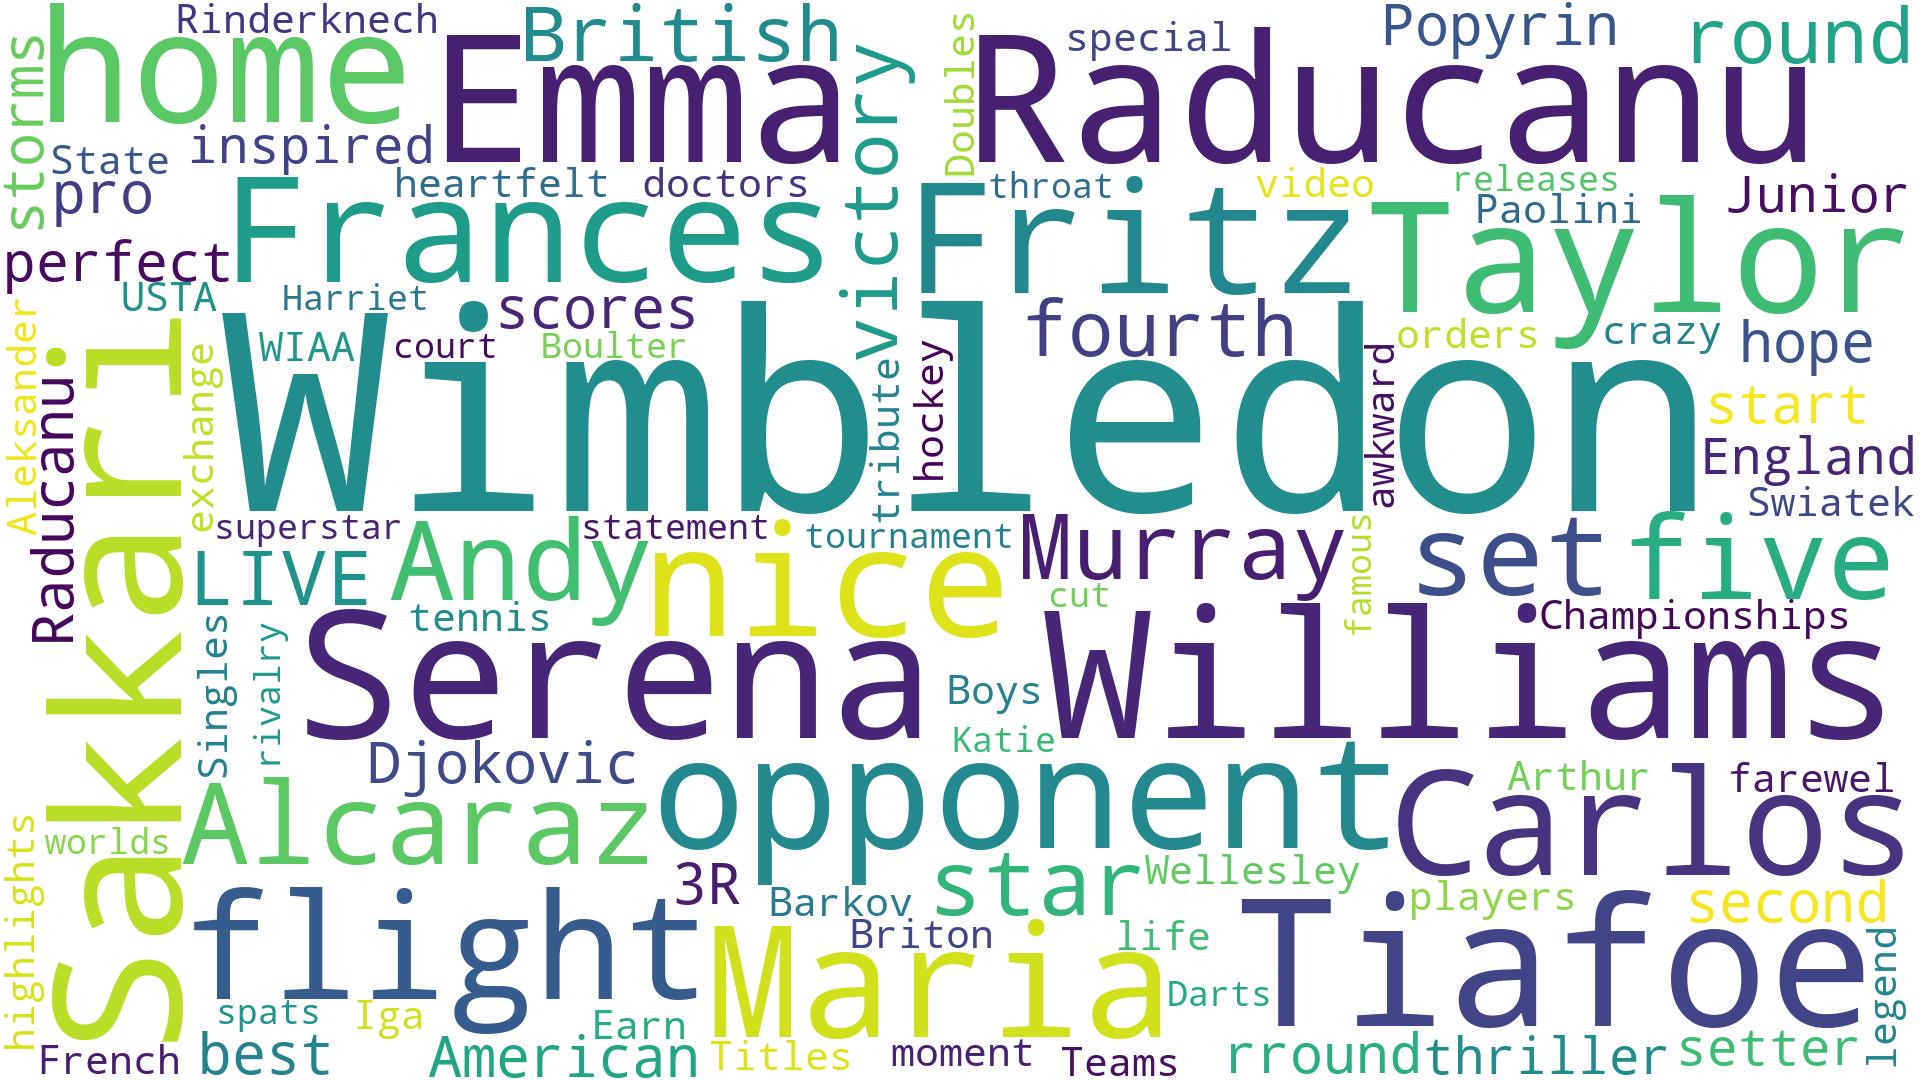 Rinderknech
British
special
Popyrin
round
home
Emma
Raducanu
storms
victory
Doubles
State
inspired
pro
heartfelt
doctors
throat
video
releases
Paolini
Junior
perfect
Frances
Fritz
Taylor
USTA
Harriet
scores
fourth
orders
crazy
hope
WIAA
court
Boulter
Wimbledon
tribute
hockey
awkward
start
England
Swiatek
Aleksander
Raducanu
Sakkari
exchange
superstar
statement
tournament
Murray
famous
set
five
LIVE
Andy
nice
cut
Championships
tennis
Singles
rivalry
Serena
Williams
Boys
Katie
Djokovic
opponent
Carlos
Arthur
farewel
Alcaraz
worlds
highlights
3R
star
Wellesley
players
second
flight
Barkov
Briton
Maria
life
Tiafoe
Darts
legend
spats
Iga
Earn
French
best
American
Titles
moment
Teams
rround
thriller
setter